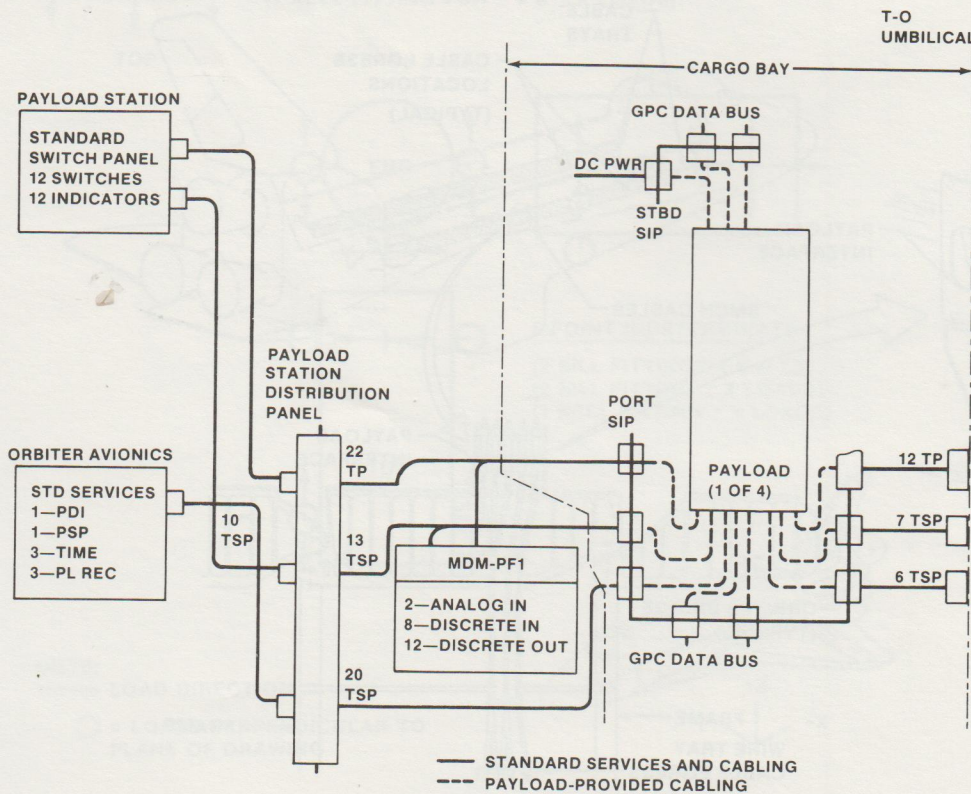 T-O
UMBILICAL
CARGO BAY
PAYLOAD STATION
STANDARD
SWITCH PANEL
12 SWITCHES
12 INDICATORS
GPC DATA BUS
DC PWR
STBD
SIP
PAYLOAD
STATION
DISTRIBUTION
PANEL
PORT
SIP
ORBITER AVIONICS
STD SERVICES
1—PDI
1—PSP
3—TIME
3—PL REC
10
TSP
22
TP
13
TSP
20
TSP
MDM-PF1
2—ANALOG IN
8—DISCRETE IN
12—DISCRETE OUT
PAYLOAD
(1 OF 4)
12 TP
7 TSP
6 TSP
GPC DATA BUS
STANDARD SERVICES AND CABLING
PAYLOAD-PROVIDED CABLING